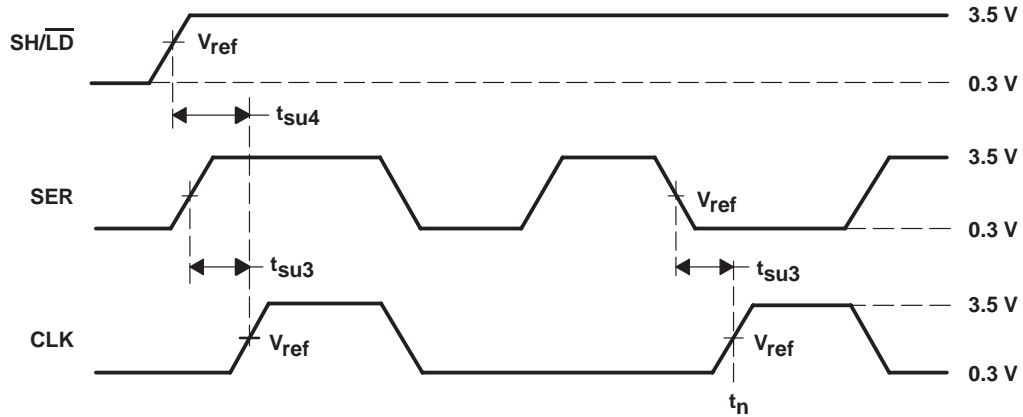 3.5 V
SH/LD
Vref
0.3 V
tsu4
3.5 V
SER
Vref
0.3 V
tsu3
tsu3
3.5 V
CLK
Vref
Vref
0.3 V
tn